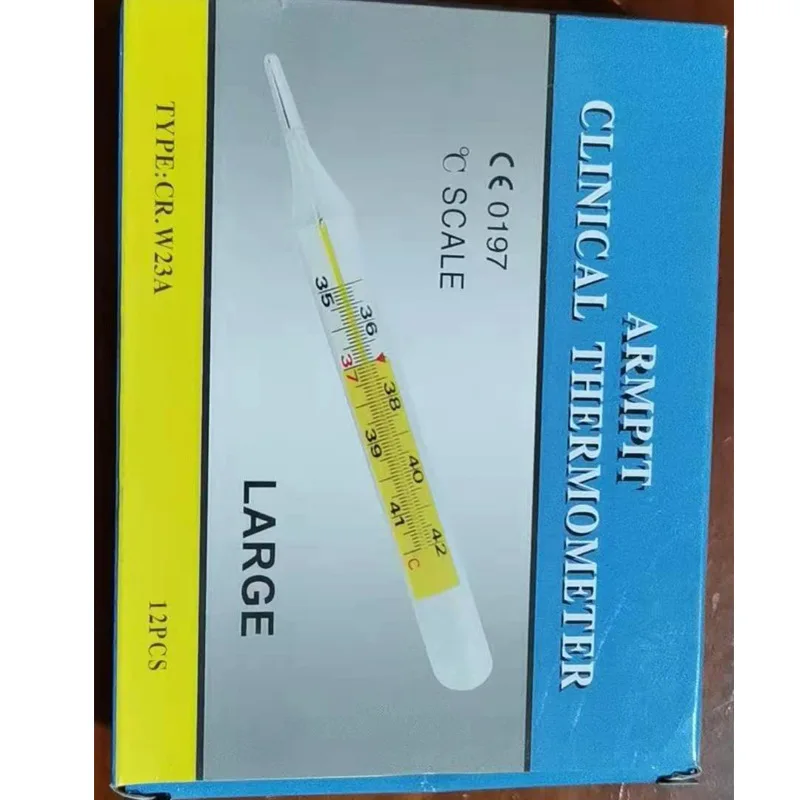 ARMPIT
CLINICAL THERMOMETER
CE 0197
℃ SCALE
35 36 37 38 39 40 41 42 C
LARGE
TYPE:CR.W23A
12PCS